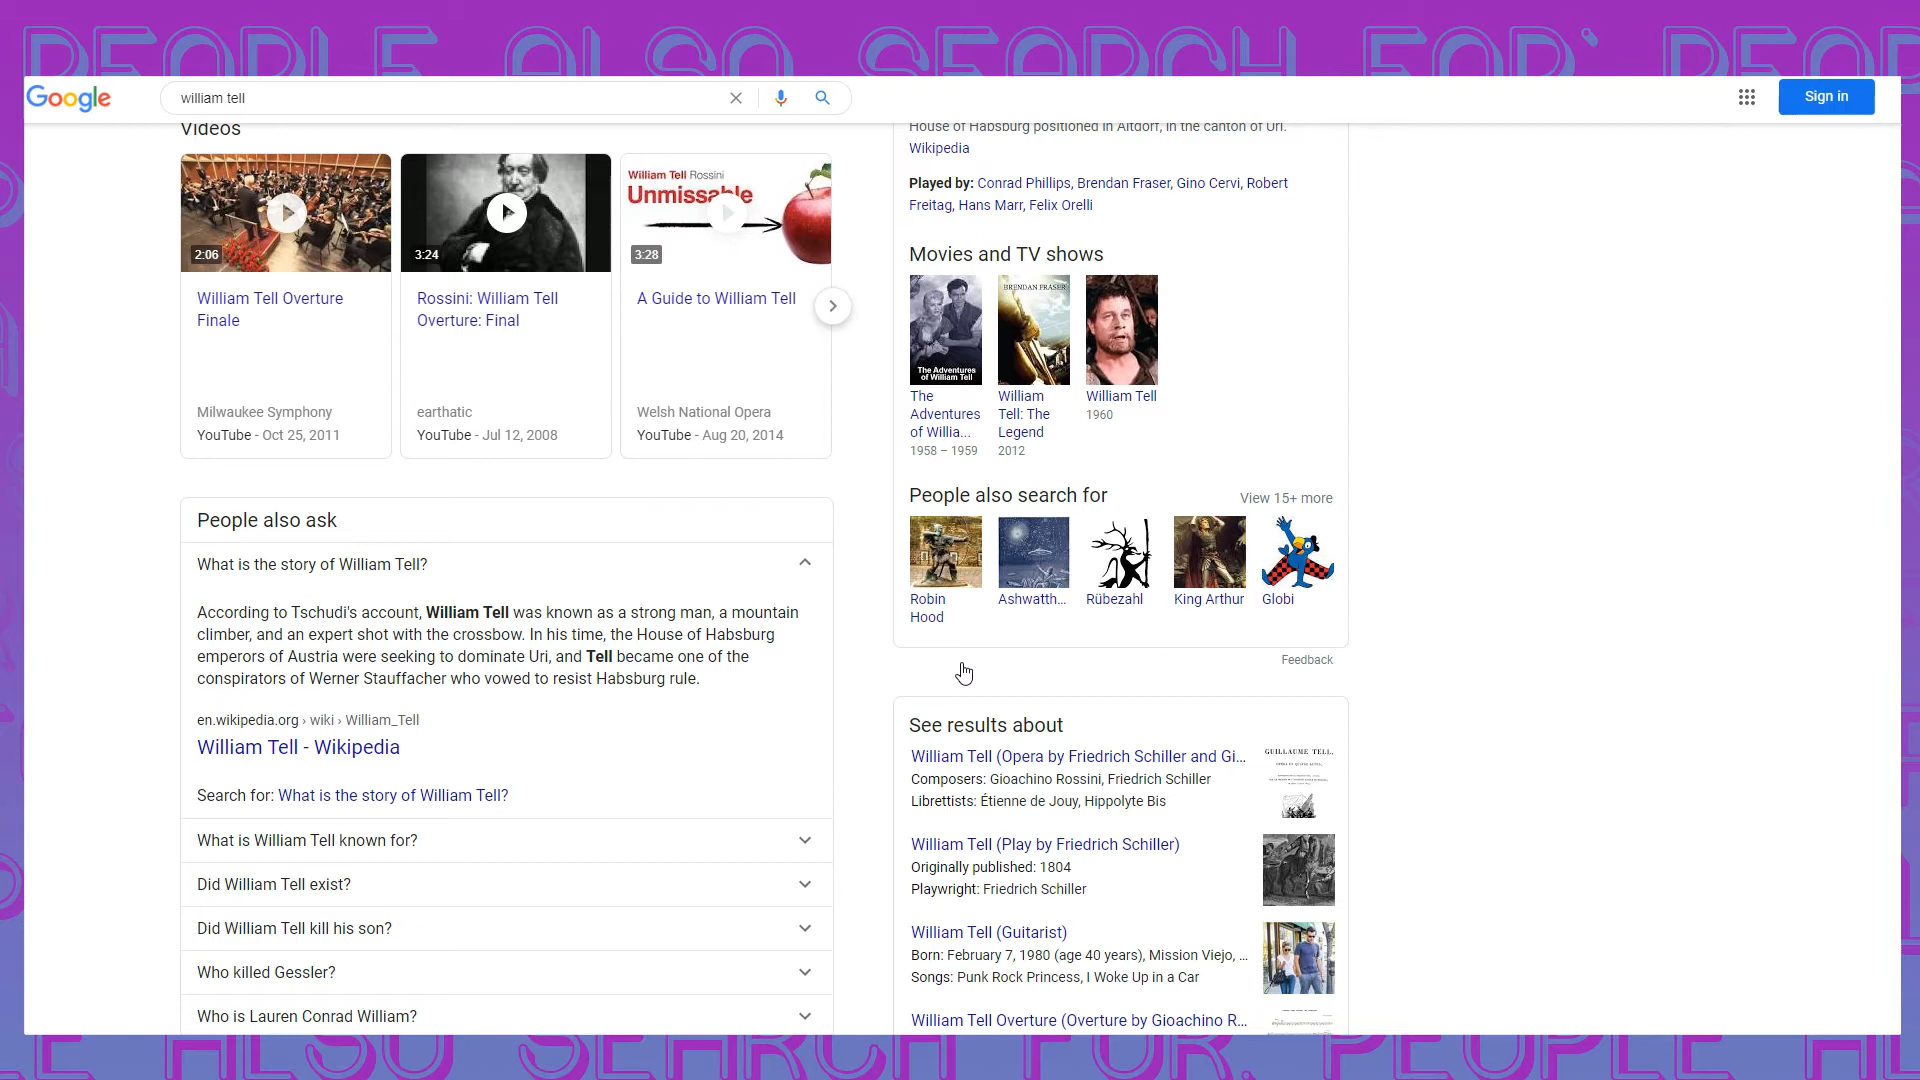 PEOPLE ALSO SEARCH FOR: PEOP
Google
william tell
Sign in
Videos
2:06
3:24
William Tell Rossini
Unmissable
3:28
William Tell Overture
Finale
Rossini: William Tell
Overture: Final
A Guide to William Tell
Milwaukee Symphony
YouTube - Oct 25, 2011
earthatic
YouTube - Jul 12, 2008
Welsh National Opera
YouTube - Aug 20, 2014
People also ask
What is the story of William Tell?
According to Tschudi's account, William Tell was known as a strong man, a mountain
climber, and an expert shot with the crossbow. In his time, the House of Habsburg
emperors of Austria were seeking to dominate Uri, and Tell became one of the
conspirators of Werner Stauffacher who vowed to resist Habsburg rule.
en.wikipedia.org › wiki › William_Tell
William Tell - Wikipedia
Search for: What is the story of William Tell?
What is William Tell known for?
Did William Tell exist?
Did William Tell kill his son?
Who killed Gessler?
Who is Lauren Conrad William?
House of Habsburg positioned in Altdorf, in the canton of Uri.
Wikipedia
Played by: Conrad Phillips, Brendan Fraser, Gino Cervi, Robert
Freitag, Hans Marr, Felix Orelli
Movies and TV shows
The Adventures
of William Tell
BRENDAN FRASER
The
Adventures
of Willia...
1958 – 1959
William
Tell: The
Legend
2012
William Tell
1960
People also search for
View 15+ more
Robin
Hood
Ashwatth...
Rübezahl
King Arthur
Globi
Feedback
See results about
William Tell (Opera by Friedrich Schiller and Gi...
Composers: Gioachino Rossini, Friedrich Schiller
Librettists: Étienne de Jouy, Hippolyte Bis
GUILLAUME TELL.
William Tell (Play by Friedrich Schiller)
Originally published: 1804
Playwright: Friedrich Schiller
William Tell (Guitarist)
Born: February 7, 1980 (age 40 years), Mission Viejo, ...
Songs: Punk Rock Princess, I Woke Up in a Car
William Tell Overture (Overture by Gioachino R...
LE ALSO SEARCH FOR: PEOPLE AL